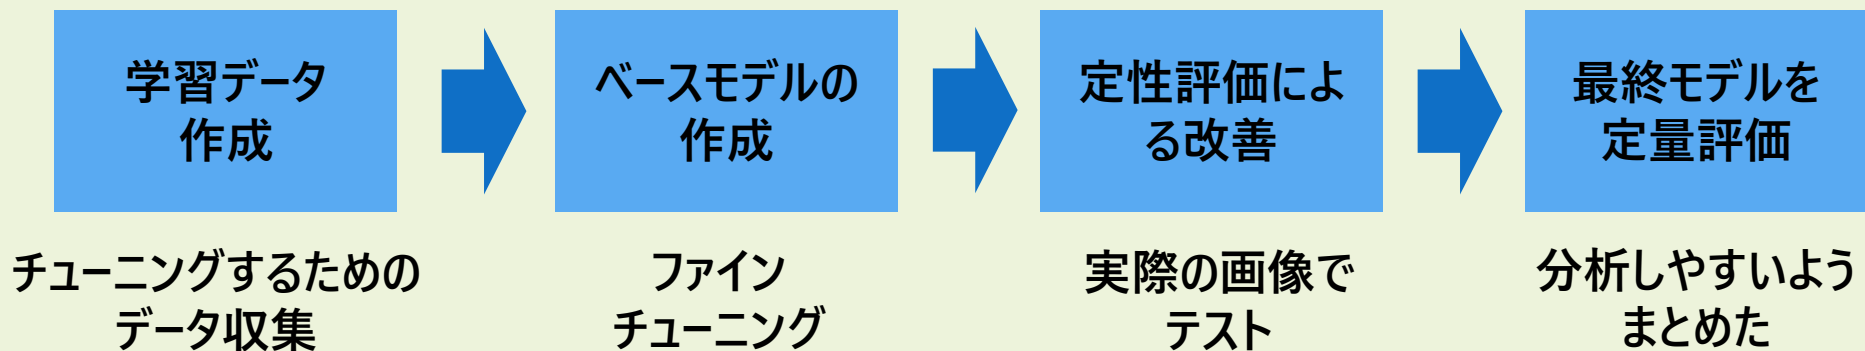 学習データ
作成
ベースモデルの
作成
定性評価によ
る改善
最終モデルを
定量評価
チューニングするための
データ収集
ファイン
チューニング
実際の画像で
テスト
分析しやすいよう
まとめた